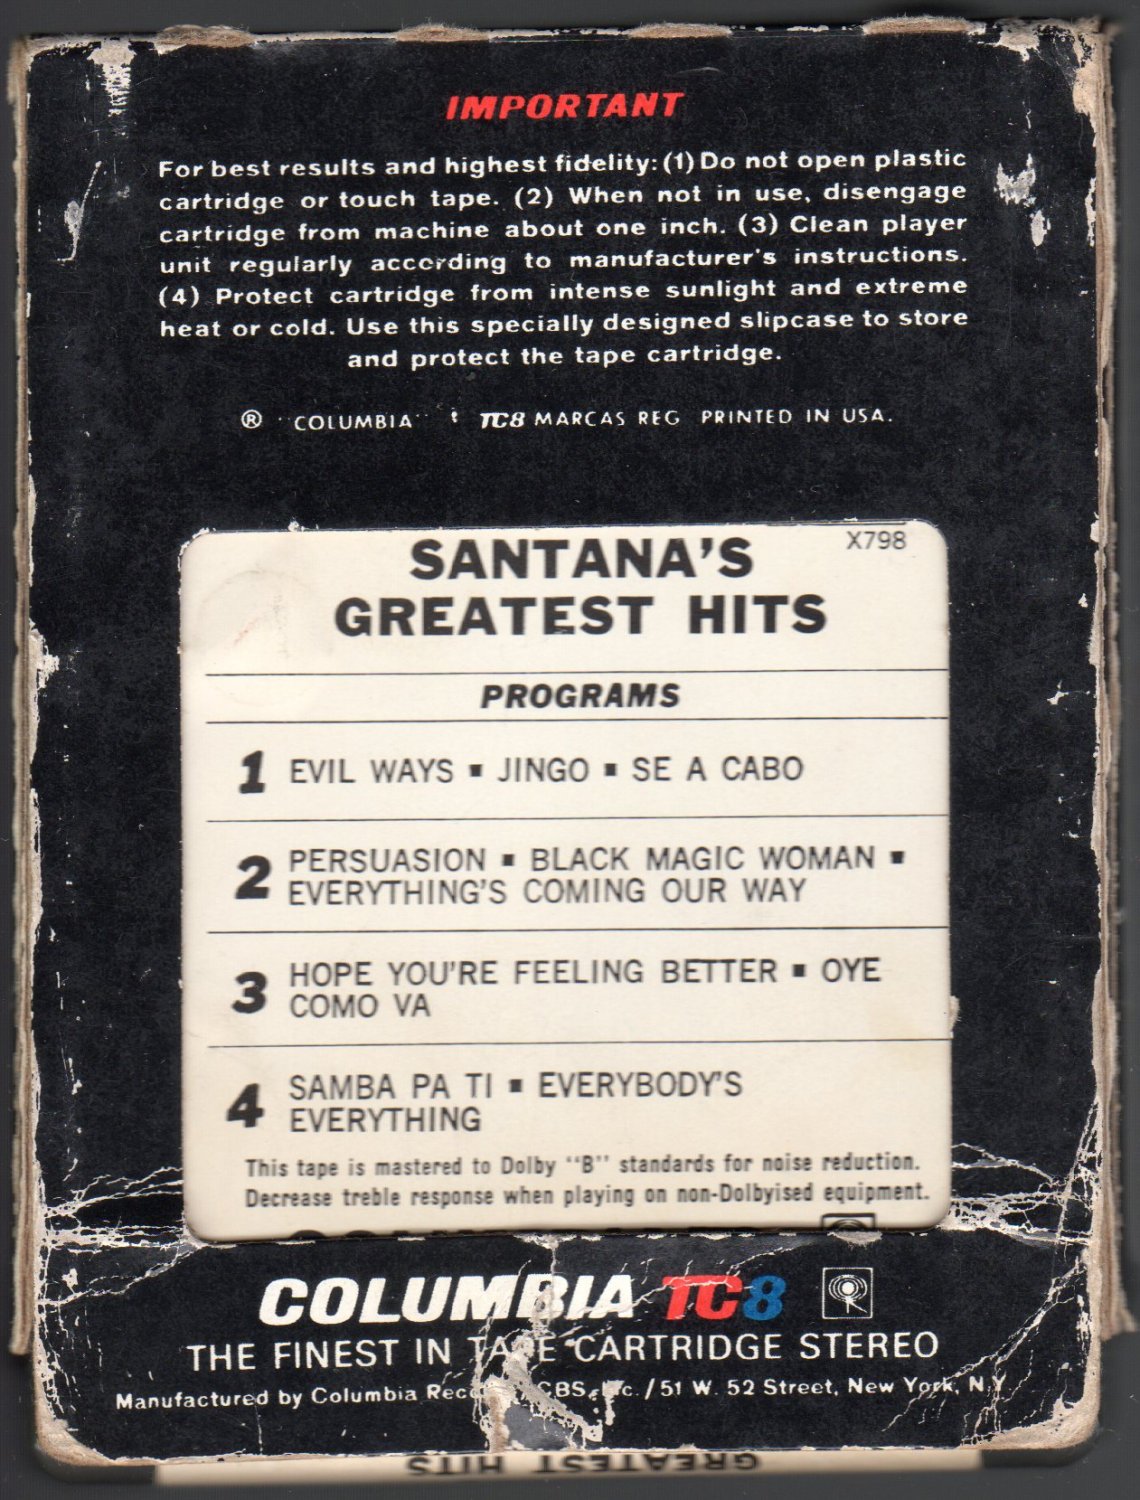 IMPORTANT
For best results and highest fidelity: (1) Do not open plastic
cartridge or touch tape. (2) When not in use, disengage
cartridge from machine about one inch. (3) Clean player
unit regularly according to manufacturer's instructions.
(4) Protect cartridge from intense sunlight and extreme
heat or cold. Use this specially designed slipcase to store
and protect the tape cartridge.
® "COLUMBIA" TC8 MARCAS REG PRINTED IN USA.
X798
SANTANA'S
GREATEST HITS
PROGRAMS
1 EVIL WAYS ▪ JINGO ▪ SE A CABO
2 PERSUASION ▪ BLACK MAGIC WOMAN ▪
EVERYTHING'S COMING OUR WAY
3 HOPE YOU'RE FEELING BETTER ▪ OYE
COMO VA
4 SAMBA PA TI ▪ EVERYBODY'S
EVERYTHING
This tape is mastered to Dolby "B" standards for noise reduction.
Decrease treble response when playing on non-Dolbyised equipment.
COLUMBIA TC8
THE FINEST IN TAPE CARTRIDGE STEREO
Manufactured by Columbia CBS, / 51 W. 52 Street, New York, N.Y.
GREATEST HITS